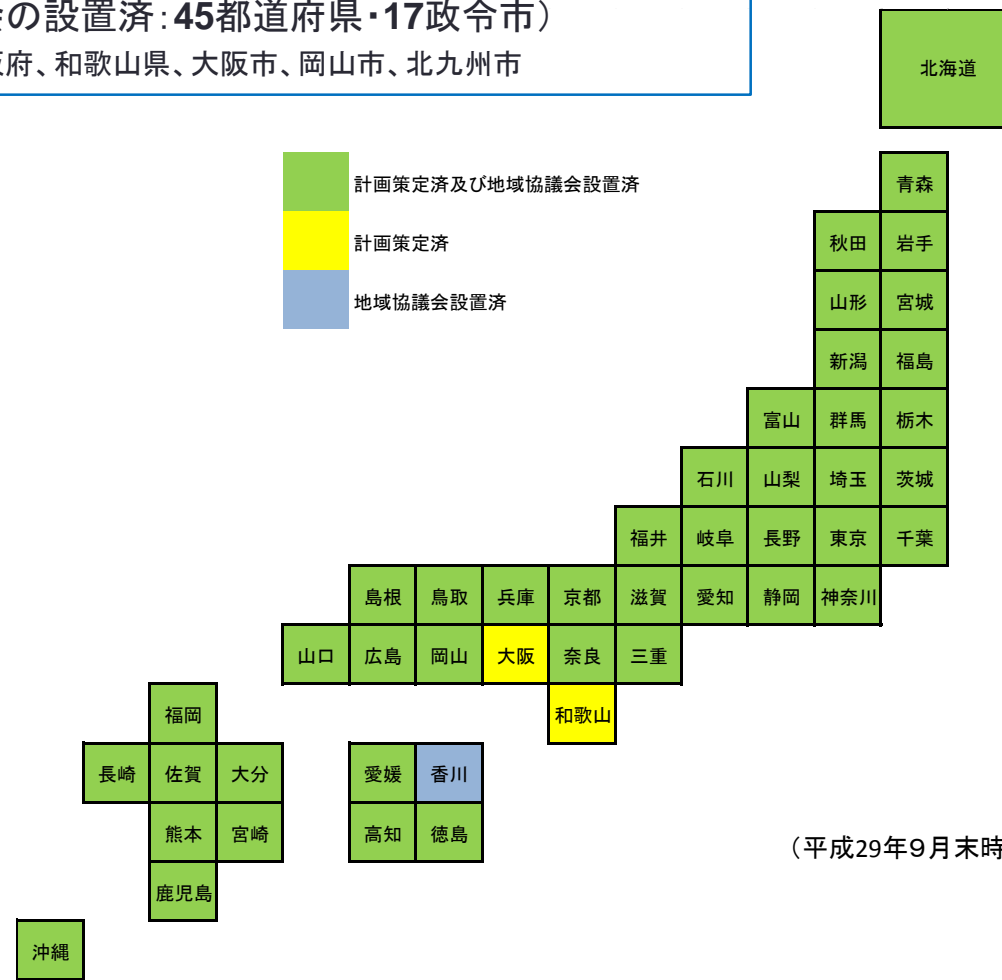 の設置済：45都道府県・17政令市）
府、和歌山県、大阪市、岡山市、北九州市
北海道
計画策定済及び地域協議会設置済
青森
計画策定済
秋田 岩手
地域協議会設置済
山形 宮城
新潟 福島
富山 群馬 栃木
石川 山梨 埼玉 茨城
福井 岐阜 長野 東京 千葉
島根 鳥取 兵庫 京都 滋賀 愛知 静岡 神奈川
山口 広島 岡山 大阪 奈良 三重
福岡 和歌山
長崎 佐賀 大分 愛媛 香川
熊本 宮崎 高知 徳島
（平成29年９月末時
鹿児島
沖縄